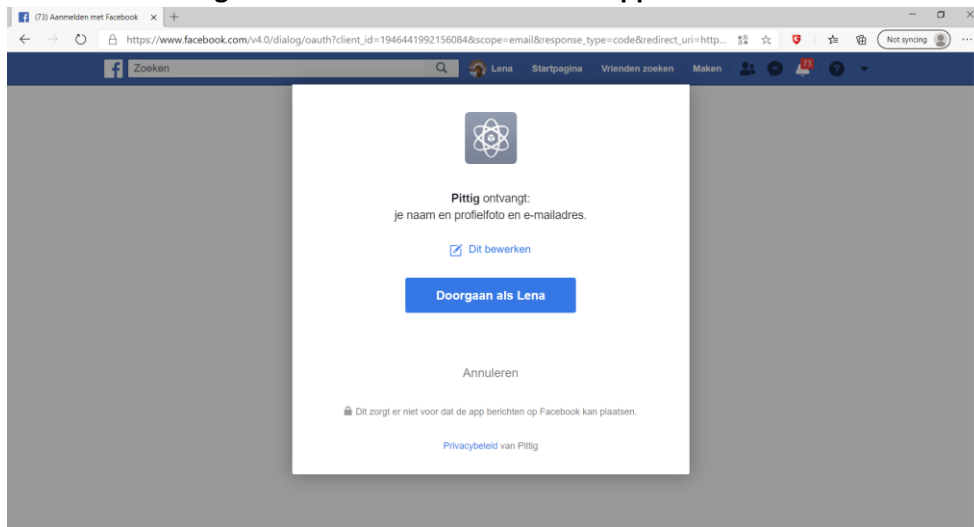 (73) Aanmelden met Facebook
https://www.facebook.com/v4.0/dialog/oauth?client_id=1946441992156084&scope=email&response_type=code&redirect_uri=http...
Not syncing
Zoeken
Lena Startpagina Vrienden zoeken Maken 73
Pittig ontvangt:
je naam en profielfoto en e-mailadres.
Dit bewerken
Doorgaan als Lena
Annuleren
Dit zorgt er niet voor dat de app berichten op Facebook kan plaatsen.
Privacybeleid van Pittig